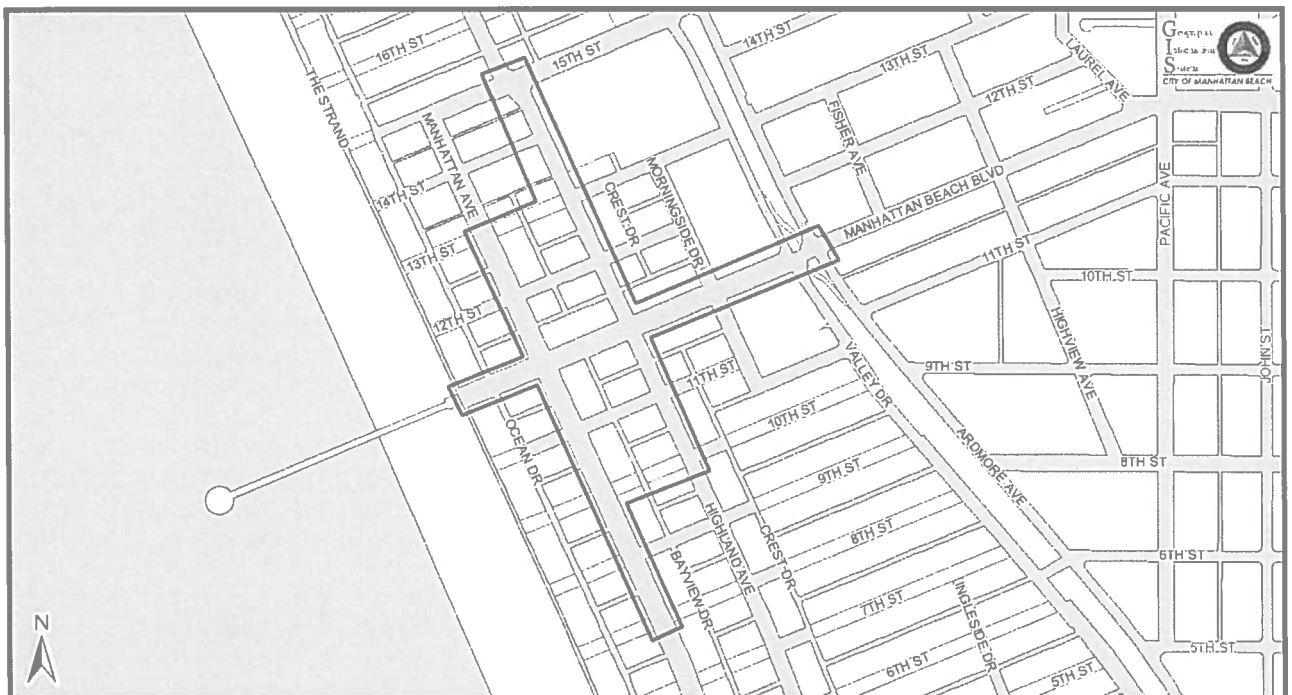 16TH ST
15TH ST
14TH ST
13TH ST
12TH ST
LAUREL AVE
CITY OF MANHATTAN BEACH
THE STRAND
MANHATTAN AVE
FISHER AVE
14TH ST
CREST DR
MORNINGSIDE DR
MANHATTAN BEACH BLVD
PACIFIC AVE
13TH ST
11TH ST
10TH ST
12TH ST
HIGHVIEW AVE
JOHN ST
11TH ST
VALLEY DR
9TH ST
OCEAN DR
10TH ST
ARDMORE AVE
8TH ST
9TH ST
HIGHLAND AVE
CREST DR
8TH ST
6TH ST
BAYVIEW DR
7TH ST
INGLESIDE DR
N
6TH ST
5TH ST
5TH ST